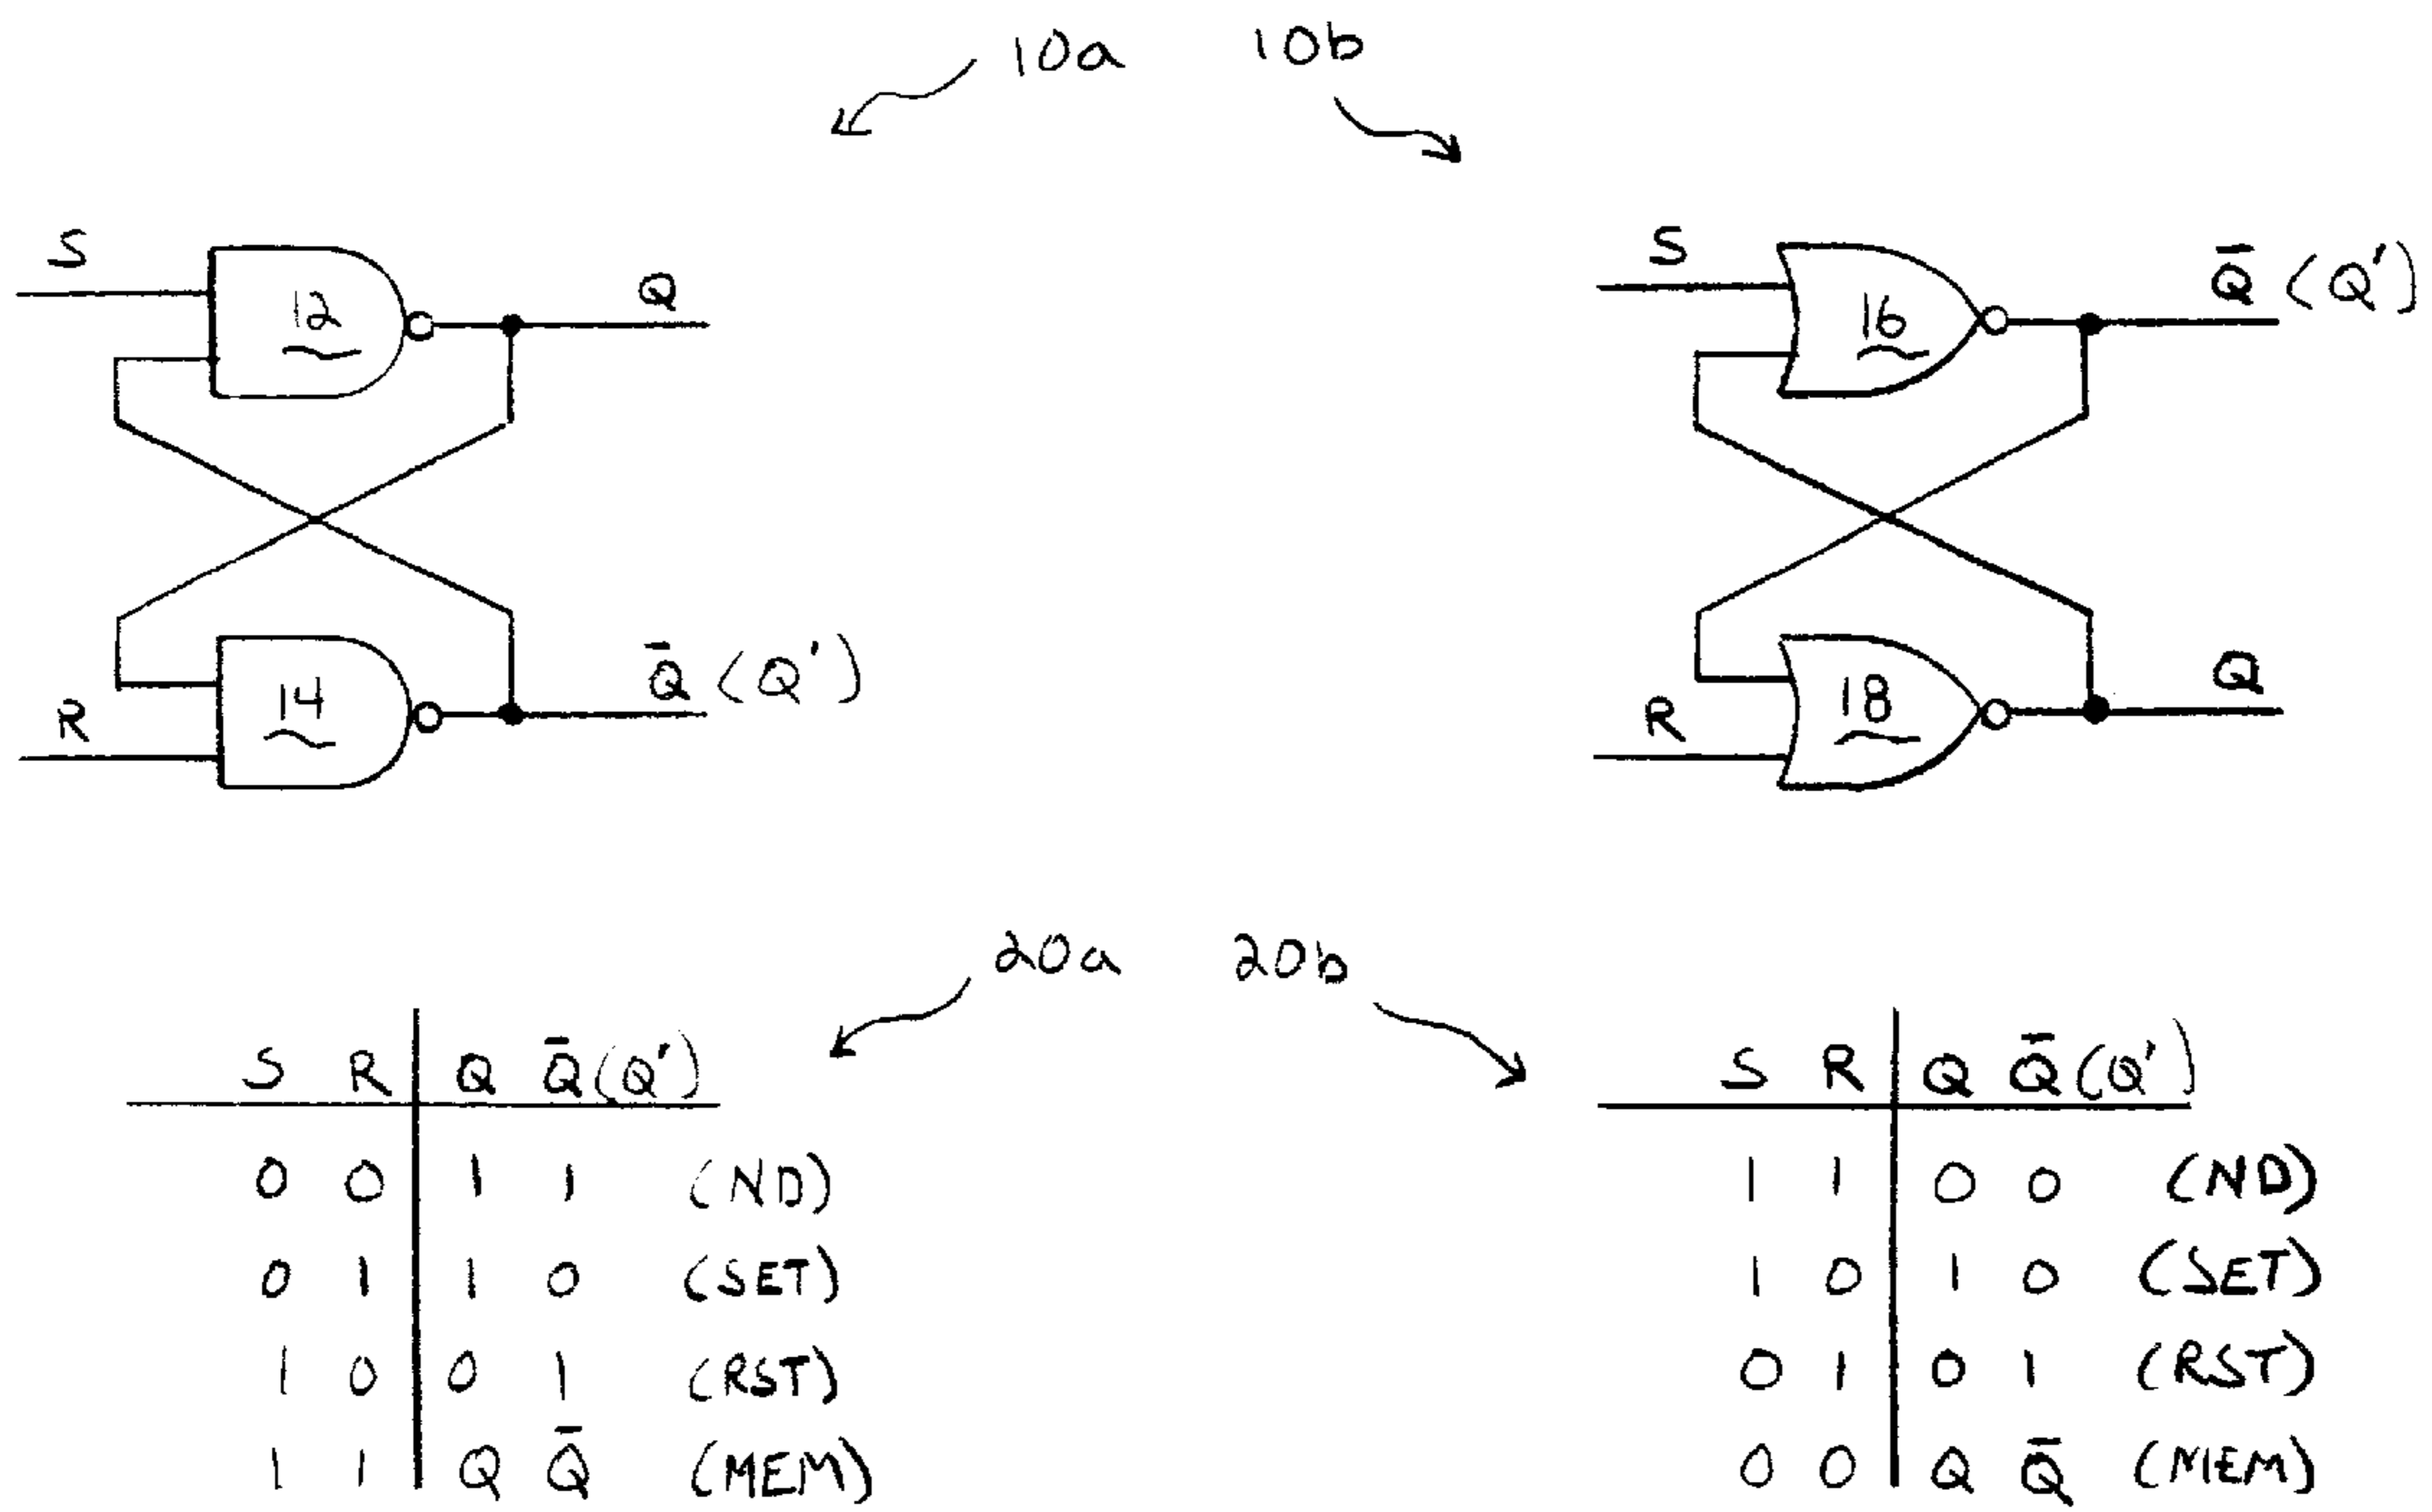 10a 10b
S Q
12
Q̄ (Q')
14
R
S Q̄ (Q')
16
Q
18
R
20a 20b
S R Q Q̄ (Q')
0 0 1 1 (ND)
0 1 1 0 (SET)
1 0 0 1 (RST)
1 1 Q Q̄ (MEM)
S R Q Q̄ (Q')
1 1 0 0 (ND)
1 0 1 0 (SET)
0 1 0 1 (RST)
0 0 Q Q̄ (MEM)